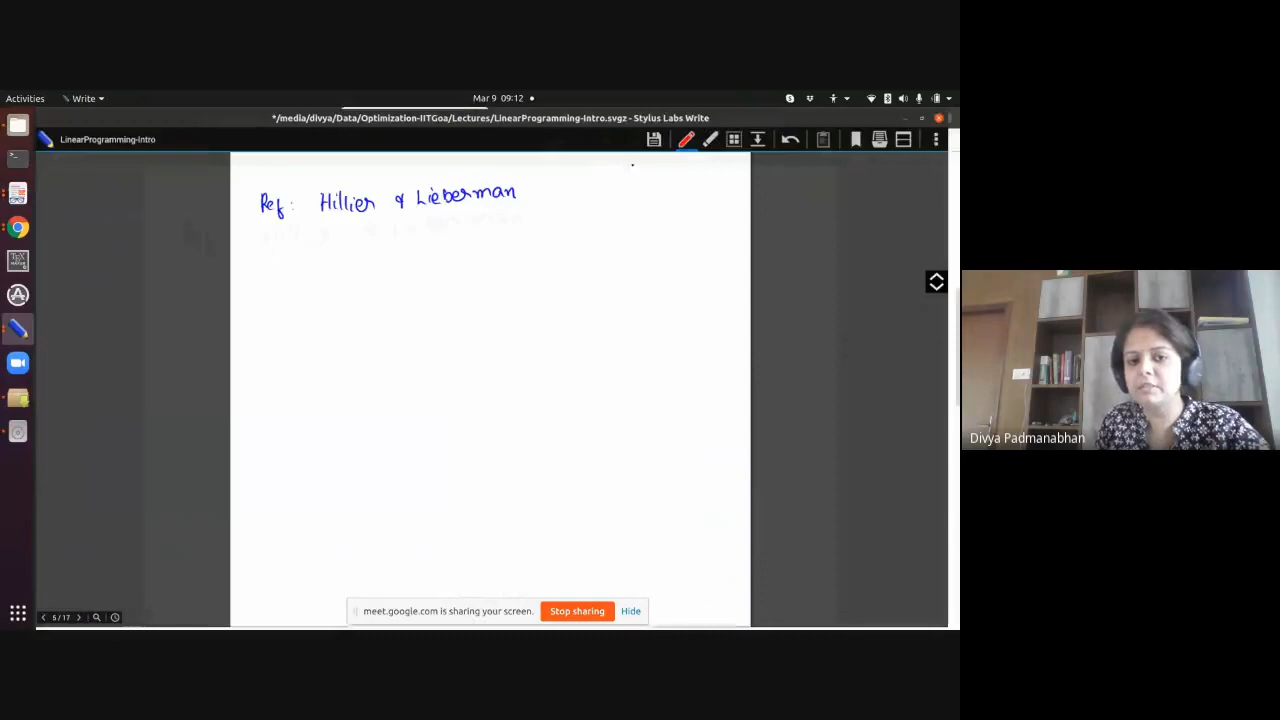 Activities Write Mar 9 09:12
*/media/divya/Data/Optimization-IITGoa/Lectures/LinearProgramming-Intro.svgz - Stylus Labs Write
LinearProgramming-Intro
Ref: Hillier & Lieberman
Divya Padmanabhan
meet.google.com is sharing your screen. Stop sharing Hide
5/17